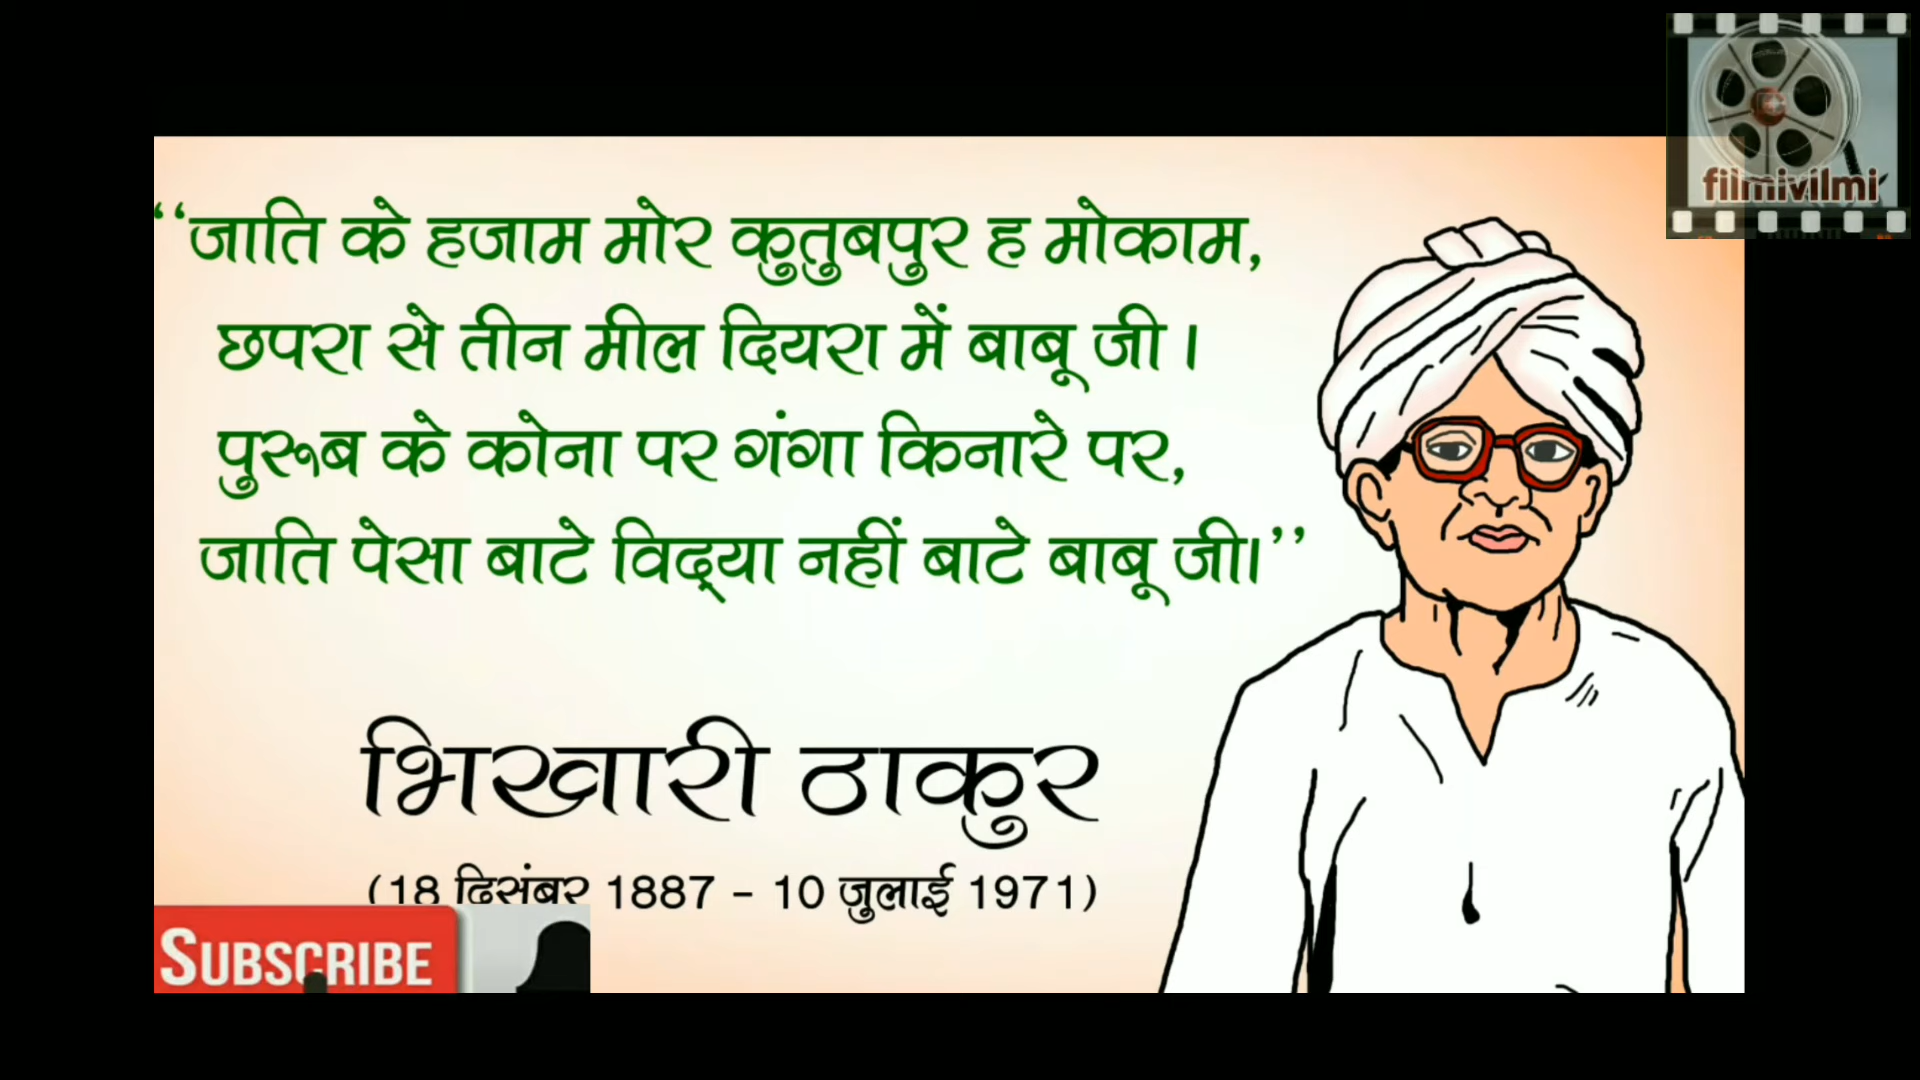 filmivilmi
‘‘जाति के हजाम मोर कुतुबपुर ह मोकाम,
छपरा से तीन मील दियरा में बाबू जी ।
पुरूब के कोना पर गंगा किनारे पर,
जाति पेसा बाटे विद्‌या नहीं बाटे बाबू जी।’’
भिखारी ठाकुर
(18 दिसंबर 1887 – 10 जुलाई 1971)
SUBSCRIBE